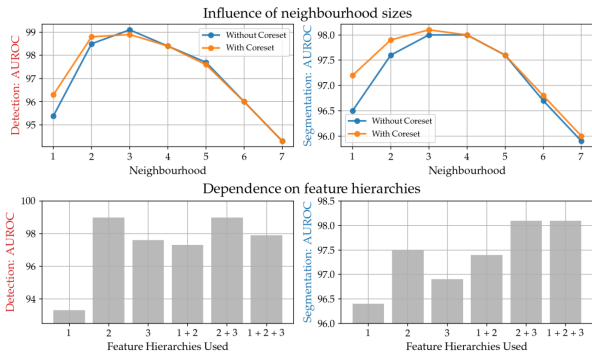 Influence of neighbourhood sizes
Detection: AUROC
99
98
97
96
95
Without Coreset
With Coreset
1 2 3 4 5 6 7
Neighbourhood
Segmentation: AUROC
98.0
97.5
97.0
96.5
96.0
Without Coreset
With Coreset
1 2 3 4 5 6 7
Neighbourhood
Dependence on feature hierarchies
Detection: AUROC
100
98
96
94
1 2 3 1 + 2 2 + 3 1 + 2 + 3
Feature Hierarchies Used
Segmentation: AUROC
98.5
98.0
97.5
97.0
96.5
96.0
1 2 3 1 + 2 2 + 3 1 + 2 + 3
Feature Hierarchies Used